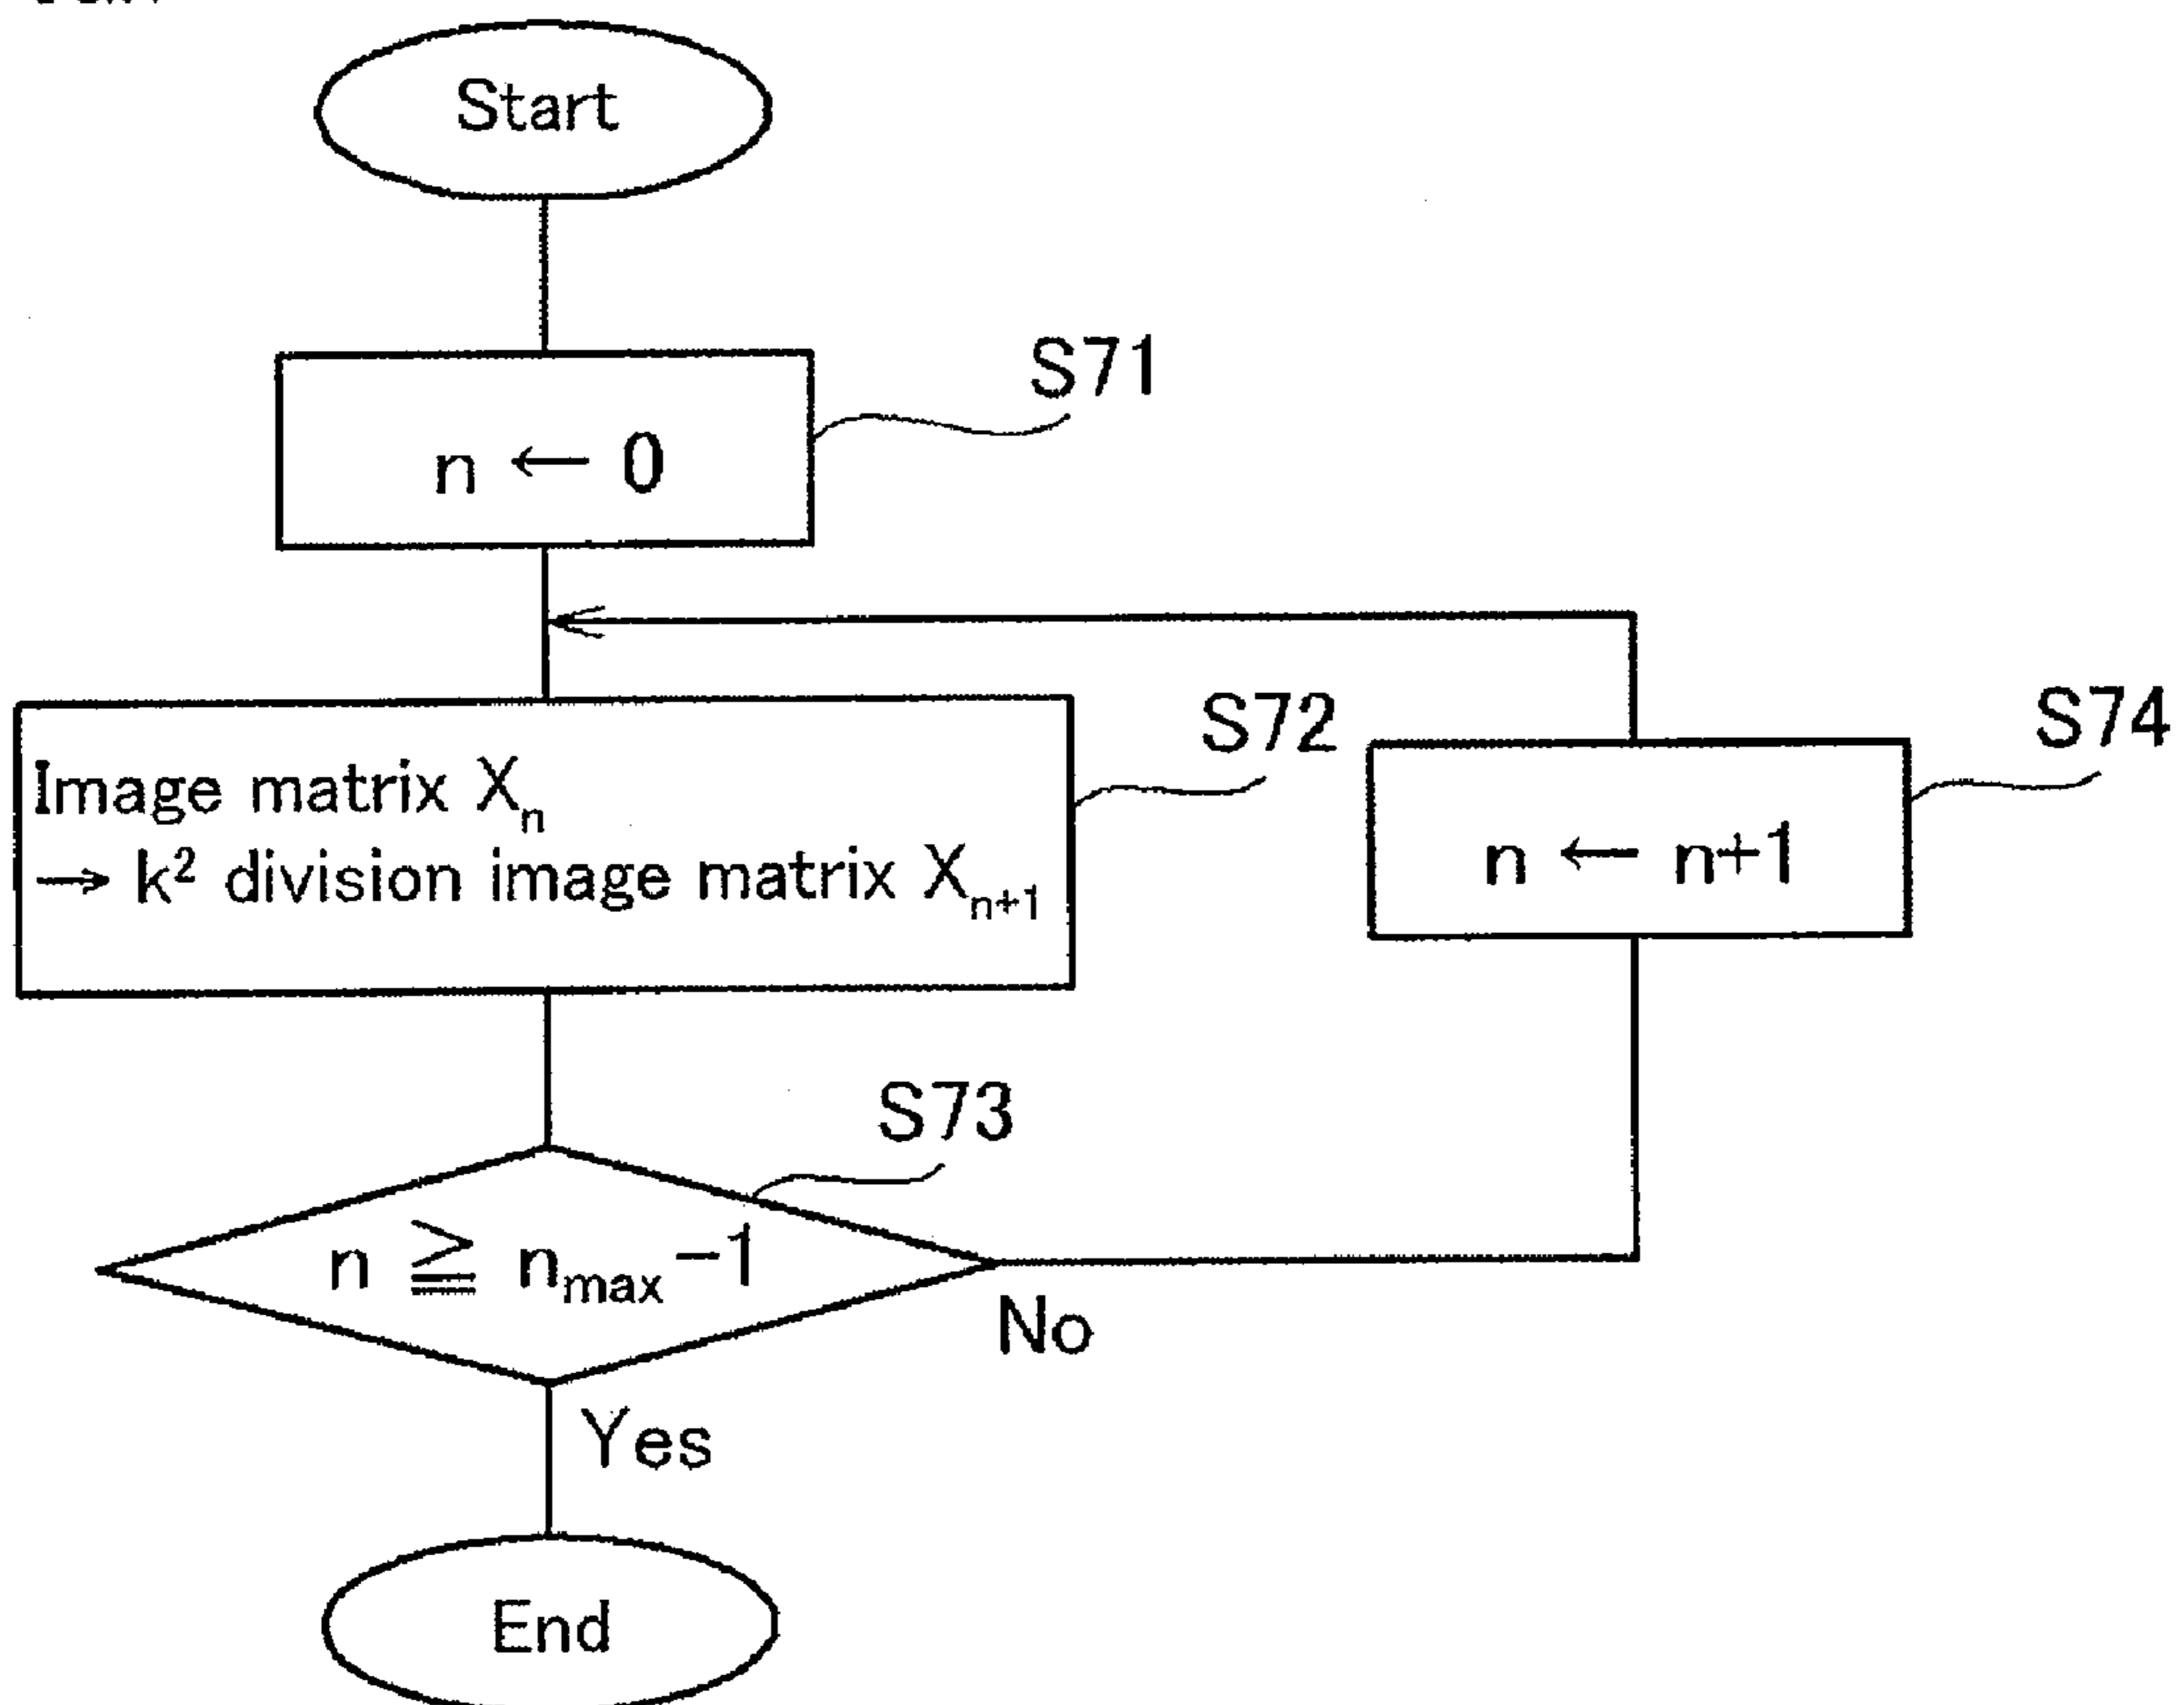 Start
S71
n ← 0
S72
S74
Image matrix Xₙ
→ k² division image matrix Xₙ₊₁
n ← n+1
S73
n ≧ nmax -1
No
Yes
End